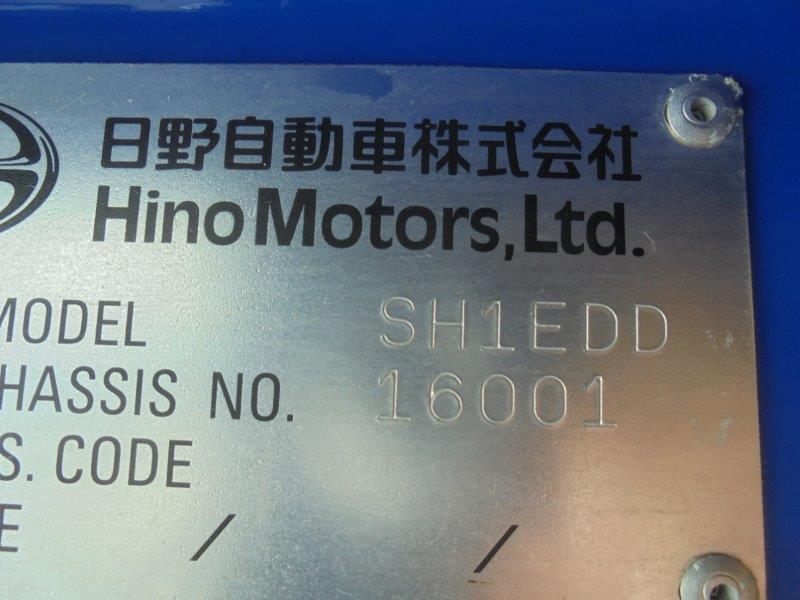 日野自動車株式会社
Hino Motors, Ltd.
MODEL SH1EDD
HASSIS NO. 16001
S. CODE
E / /